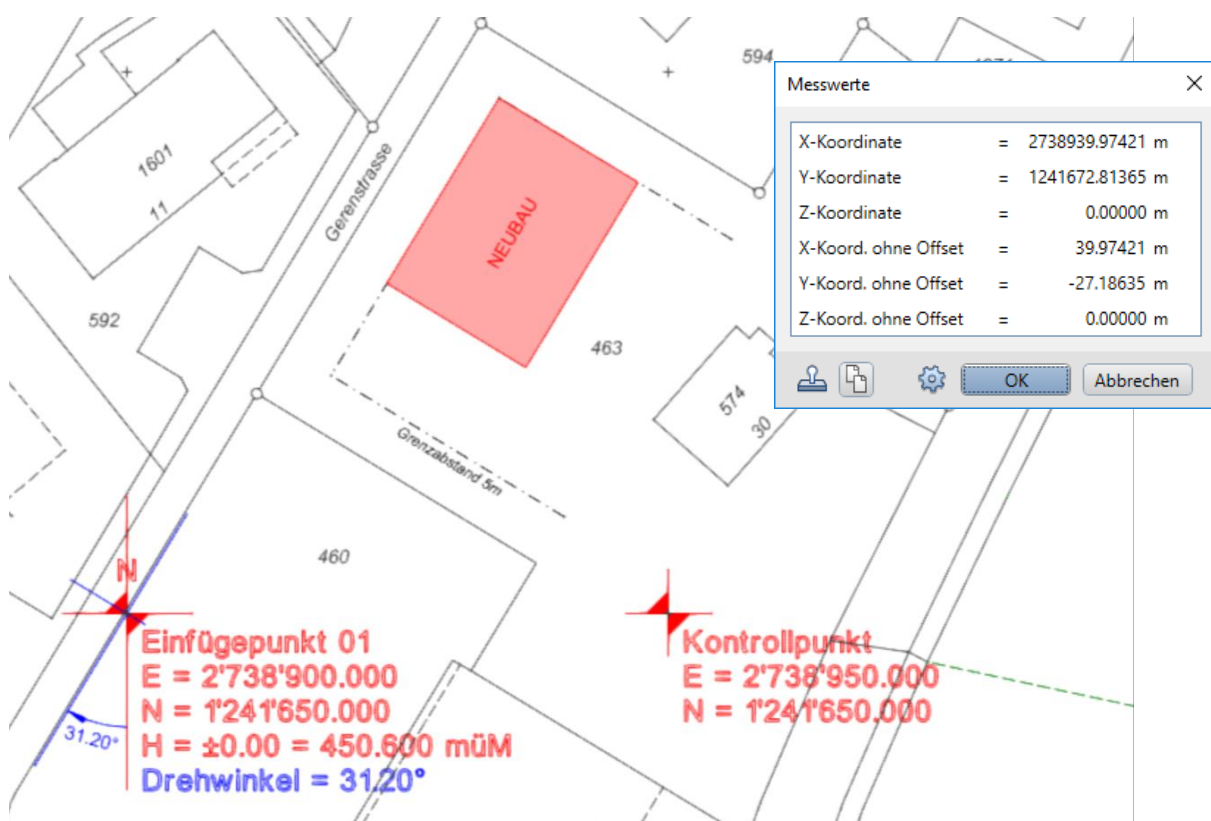 594
Messwerte
X-Koordinate = 2738939.97421 m
Y-Koordinate = 1241672.81365 m
Z-Koordinate = 0.00000 m
X-Koord. ohne Offset = 39.97421 m
Y-Koord. ohne Offset = -27.18635 m
Z-Koord. ohne Offset = 0.00000 m
OK
Abbrechen
1601
11
Gerenstrasse
NEUBAU
592
463
574
30
Grenzabstand 5m
460
N
Einfügepunkt 01
E = 2'738'900.000
N = 1'241'650.000
H = ±0.00 = 450.600 müM
Drehwinkel = 31.20°
31.20°
Kontrollpunkt
E = 2'738'950.000
N = 1'241'650.000